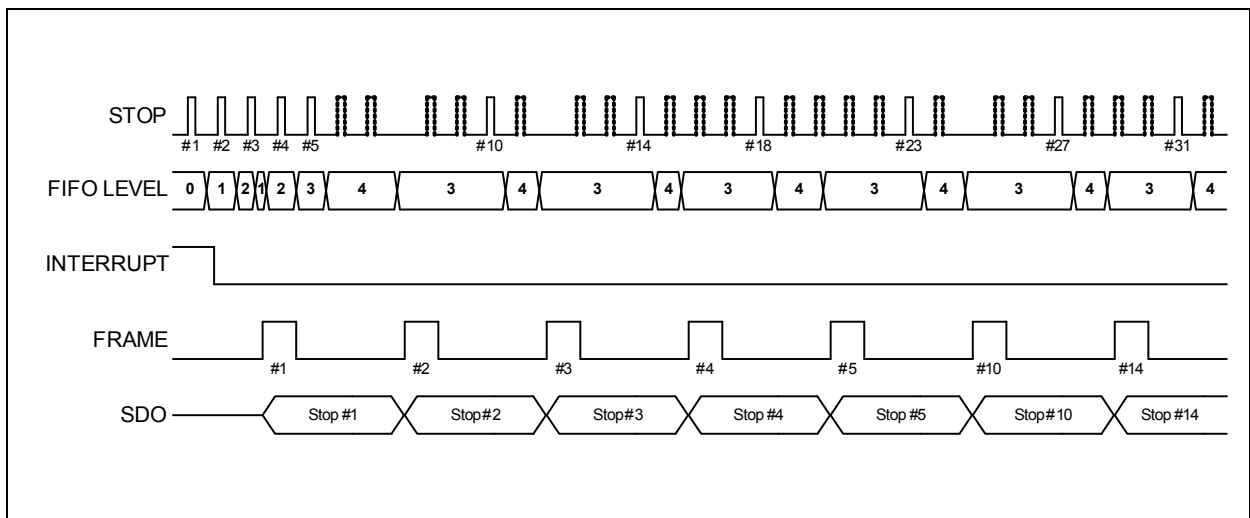 STOP
#1 #2 #3 #4 #5 #10 #14 #18 #23 #27 #31
FIFO LEVEL 0 1 2 1 2 3 4 3 4 3 4 3 4 3 4 3 4 3 4
INTERRUPT
FRAME
#1 #2 #3 #4 #5 #10 #14
SDO Stop #1 Stop #2 Stop #3 Stop #4 Stop #5 Stop # 10 Stop #14